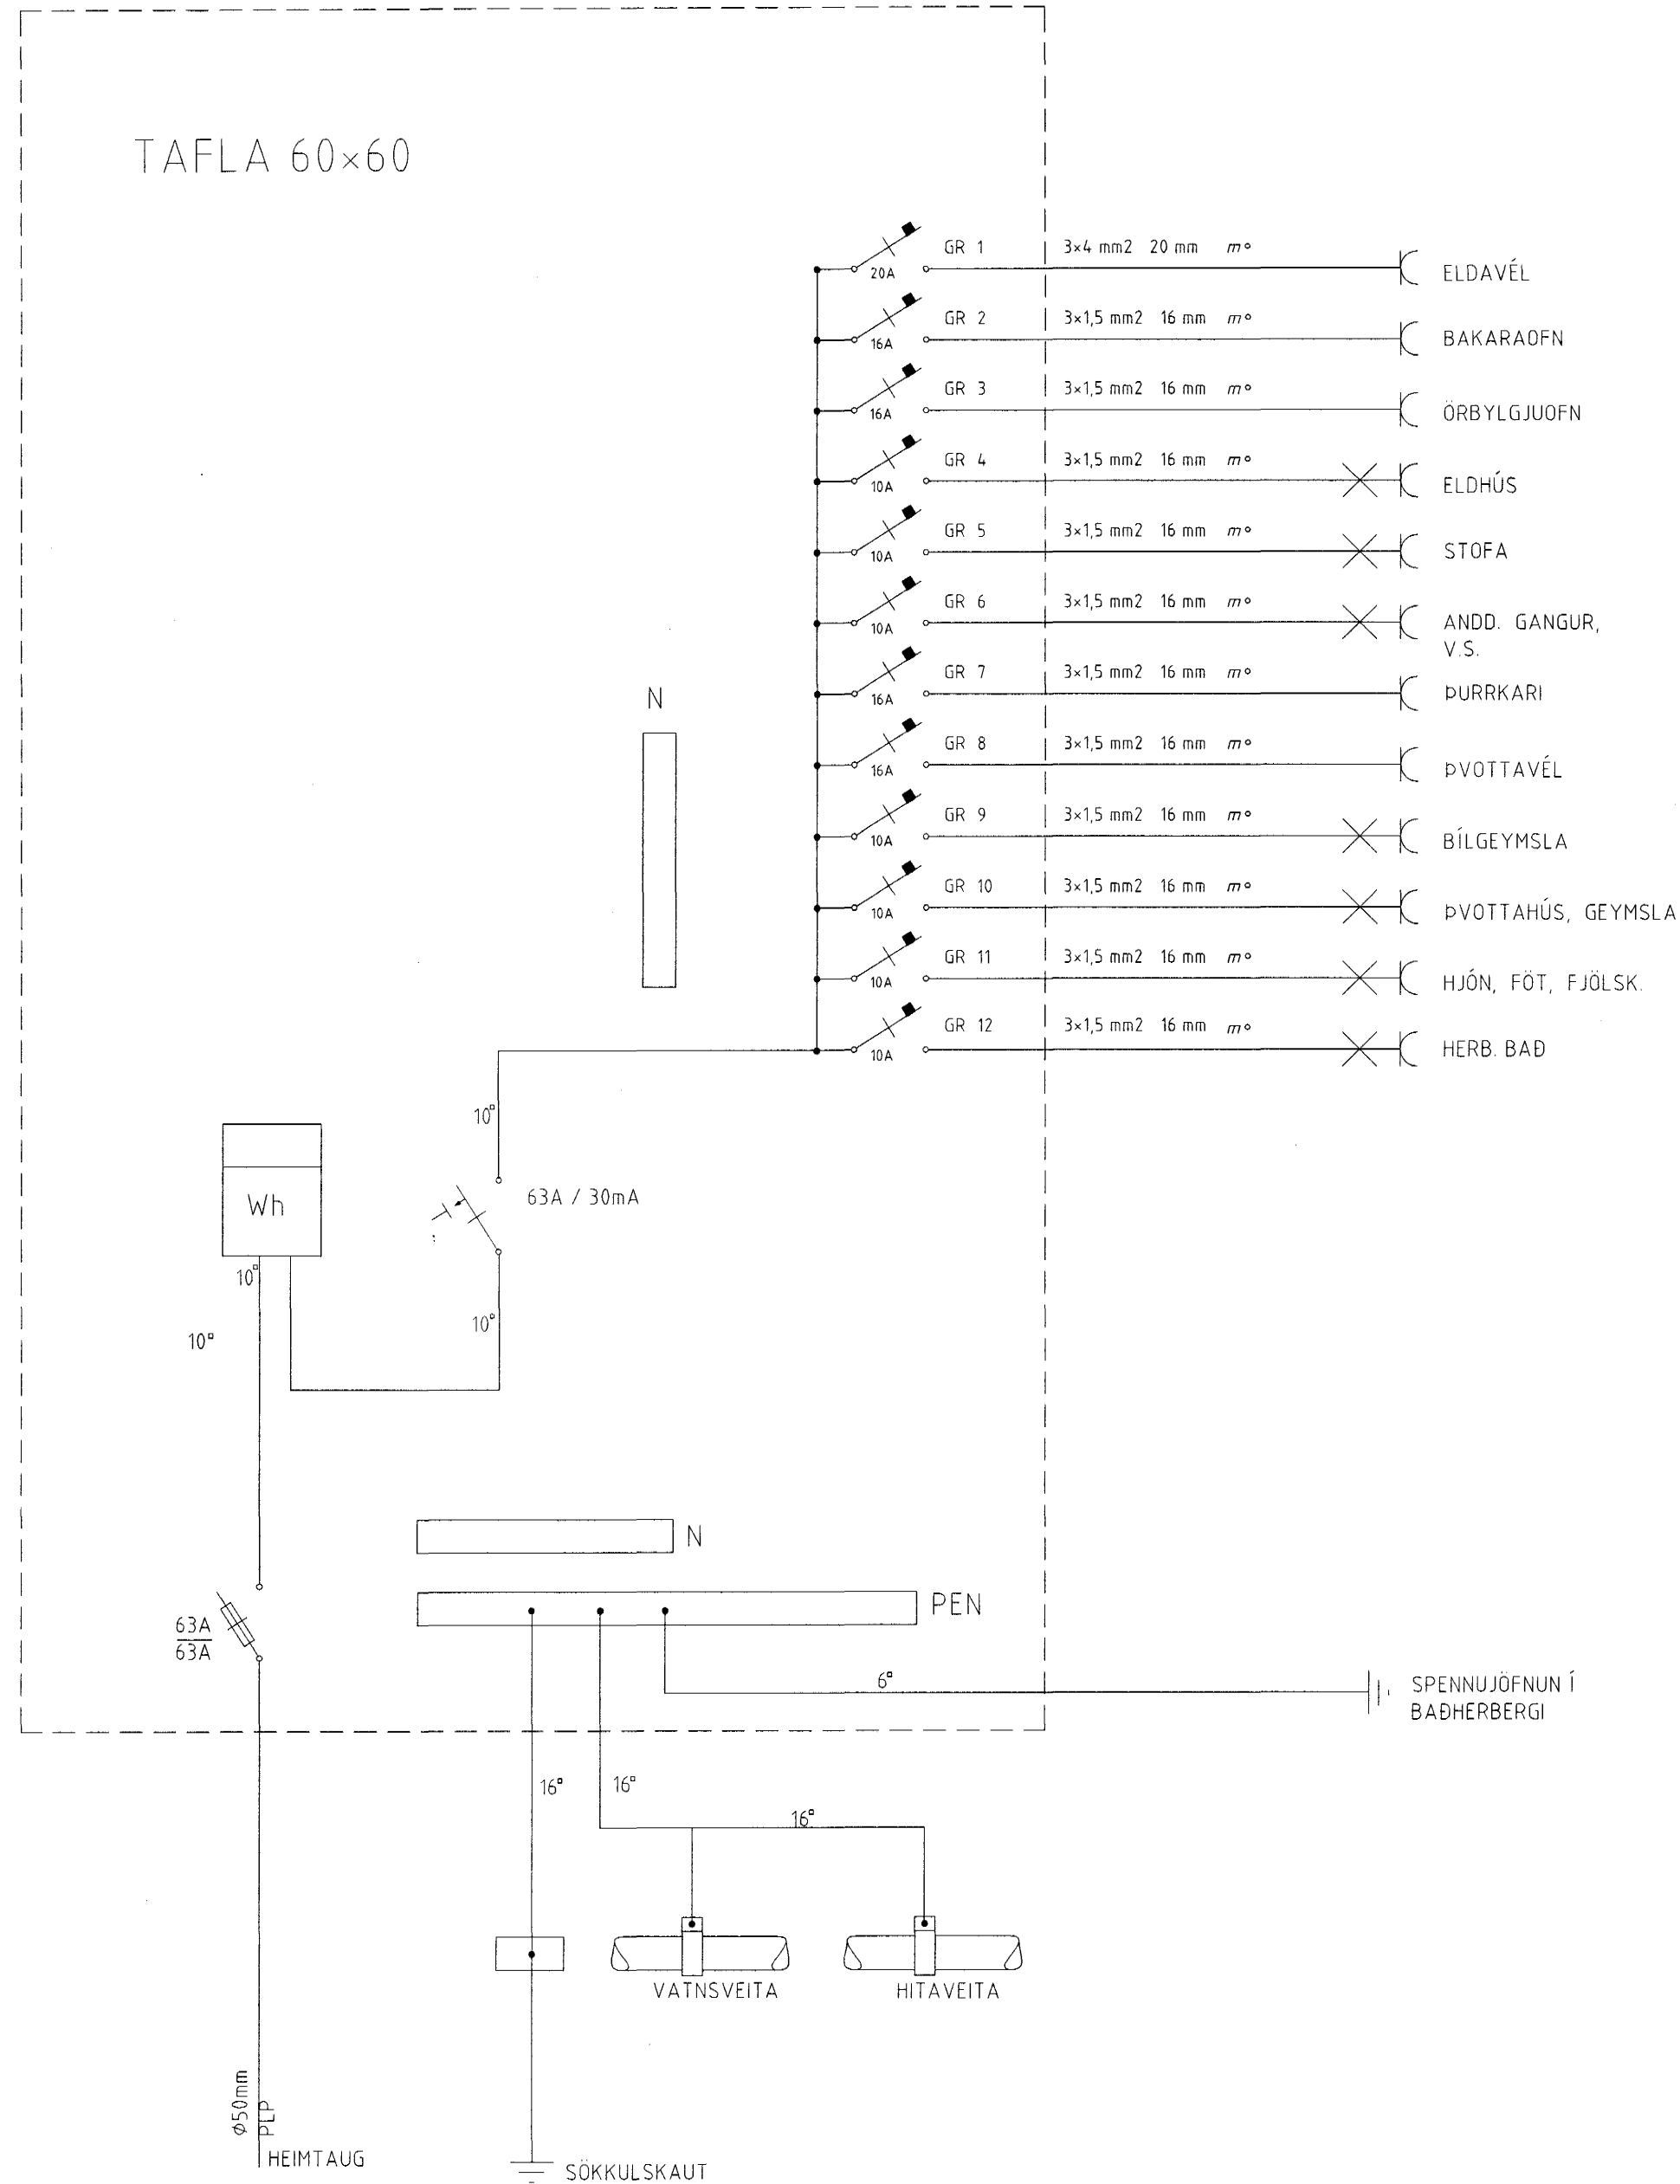 TAFLA 60×60
GR 1 3×4 mm2 20 mm m°
20A
ELDAVÉL
GR 2 3×1,5 mm2 16 mm m°
16A
BAKARAOFN
GR 3 3×1,5 mm2 16 mm m°
16A
ÖRBYLGJUOFN
GR 4 3×1,5 mm2 16 mm m°
10A
ELDHÚS
GR 5 3×1,5 mm2 16 mm m°
10A
STOFA
GR 6 3×1,5 mm2 16 mm m°
10A
ANDD. GANGUR,
V.S.
GR 7 3×1,5 mm2 16 mm m°
16A
ÞURRKARI
GR 8 3×1,5 mm2 16 mm m°
16A
ÞVOTTAVÉL
GR 9 3×1,5 mm2 16 mm m°
10A
BÍLGEYMSLA
GR 10 3×1,5 mm2 16 mm m°
10A
ÞVOTTAHÚS, GEYMSLA
GR 11 3×1,5 mm2 16 mm m°
10A
HJÓN, FÖT, FJÖLSK.
GR 12 3×1,5 mm2 16 mm m°
10A
HERB. BAÐ
N
10▫
63A / 30mA
Wh
10▫
10▫
10▫
N
PEN
63A
63A
6▫
SPENNUJÖFNUN Í
BAÐHERBERGI
16▫
16▫
16▫
VATNSVEITA
HITAVEITA
Ø50mm
PLP
HEIMTAUG
SÖKKULSKAUT